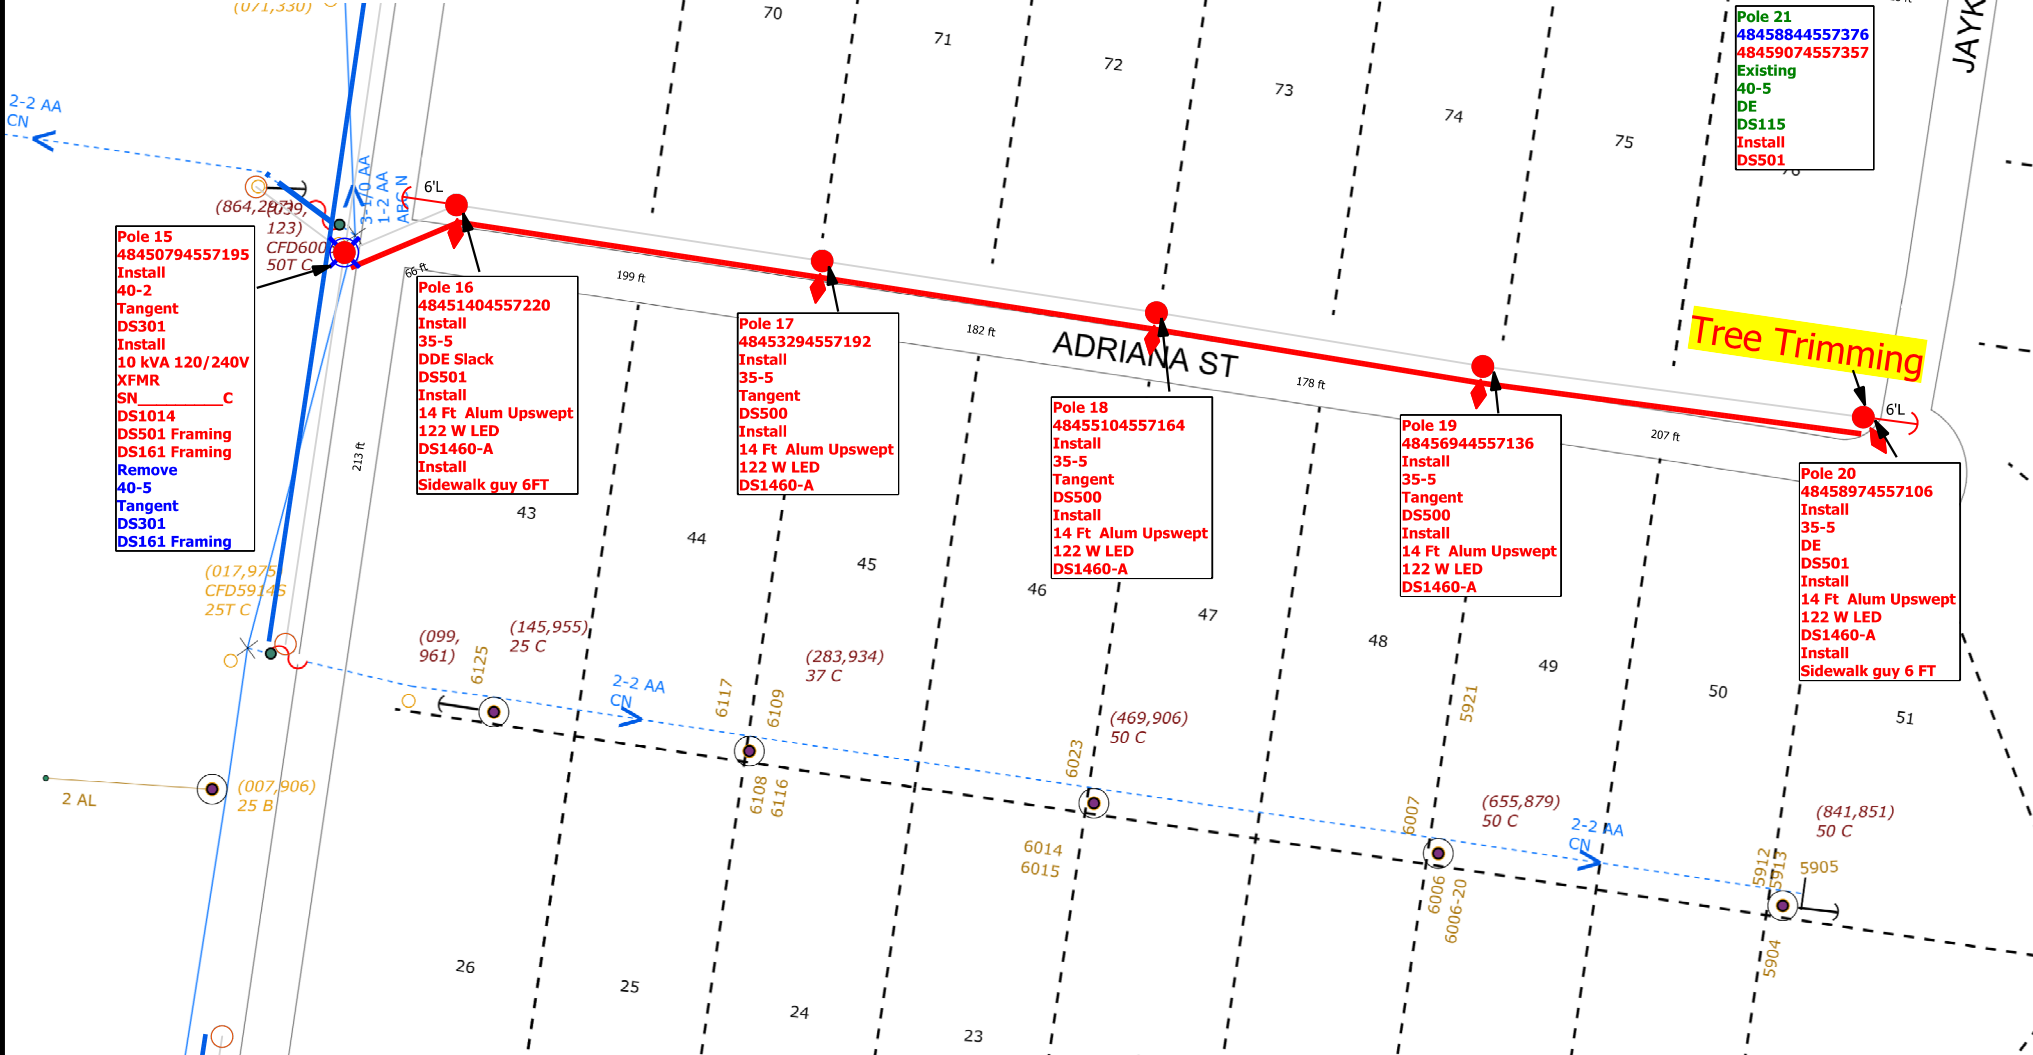 (071,330)
70
71
72
73
74
75
JAYK
Pole 21
48458844557376
48459074557357
Existing
40-5
DE
DS115
Install
DS501
2-2 AA
CN
3-1/0 AA
1-2 AA
ABC N
6'L
(864,297)
(039,
123)
CFD600
50T C
Pole 15
48450794557195
Install
40-2
Tangent
DS301
Install
10 kVA 120/240V
XFMR
SN__________C
DS1014
DS501 Framing
DS161 Framing
Remove
40-5
Tangent
DS301
DS161 Framing
66 ft
213 ft
Pole 16
48451404557220
Install
35-5
DDE Slack
DS501
Install
14 Ft  Alum Upswept
122 W LED
DS1460-A
Install
Sidewalk guy 6FT
199 ft
Pole 17
48453294557192
Install
35-5
Tangent
DS500
Install
14 Ft  Alum Upswept
122 W LED
DS1460-A
182 ft
ADRIANA ST
Pole 18
48455104557164
Install
35-5
Tangent
DS500
Install
14 Ft  Alum Upswept
122 W LED
DS1460-A
178 ft
Pole 19
48456944557136
Install
35-5
Tangent
DS500
Install
14 Ft  Alum Upswept
122 W LED
DS1460-A
207 ft
Tree Trimming
6'L
Pole 20
48458974557106
Install
35-5
DE
DS501
Install
14 Ft  Alum Upswept
122 W LED
DS1460-A
Install
Sidewalk guy 6 FT
43
44
45
46
47
48
49
50
51
(017,975
CFD5914S
25T C
(099,
961)
6125
(145,955)
25 C
2-2 AA
CN
6117
6109
(283,934)
37 C
6108
6116
6023
(469,906)
50 C
6014
6015
5921
6007
(655,879)
50 C
6006
6006-20
2-2 AA
CN
(841,851)
50 C
5912
5913
5905
5904
(007,906)
25 B
2 AL
26
25
24
23